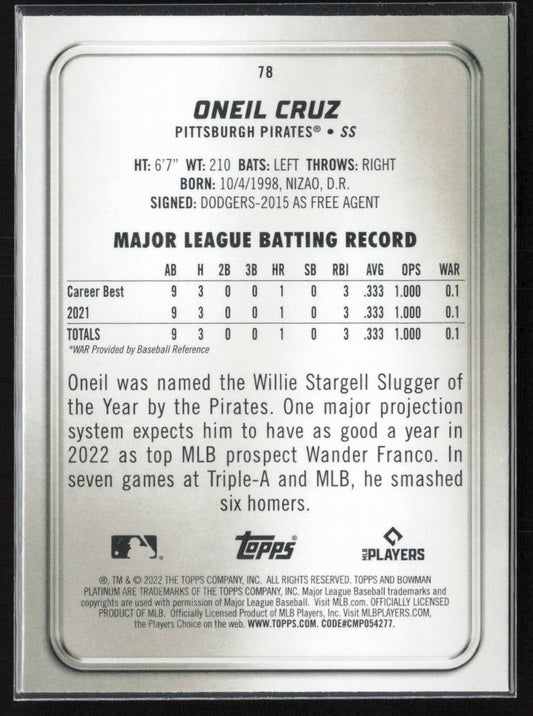 78
ONEIL CRUZ
PITTSBURGH PIRATES® • SS
HT: 6'7" WT: 210 BATS: LEFT THROWS: RIGHT
BORN: 10/4/1998, NIZAO, D.R.
SIGNED: DODGERS-2015 AS FREE AGENT
MAJOR LEAGUE BATTING RECORD
AB H 2B 3B HR SB RBI AVG OPS WAR
Career Best 9 3 0 0 1 0 3 .333 1.000 0.1
2021 9 3 0 0 1 0 3 .333 1.000 0.1
TOTALS 9 3 0 0 1 0 3 .333 1.000 0.1
*WAR Provided by Baseball Reference
Oneil was named the Willie Stargell Slugger of
the Year by the Pirates. One major projection
system expects him to have as good a year in
2022 as top MLB prospect Wander Franco. In
seven games at Triple-A and MLB, he smashed
six homers.
TOPPS® MLB PLAYERS
®, TM & © 2022 THE TOPPS COMPANY, INC. ALL RIGHTS RESERVED. TOPPS AND BOWMAN
PLATINUM ARE TRADEMARKS OF THE TOPPS COMPANY, INC. Major League Baseball trademarks and
copyrights are used with permission of Major League Baseball. Visit MLB.com. OFFICIALLY LICENSED
PRODUCT OF MLB. Officially Licensed Product of MLB Players, Inc. Visit MLBPLAYERS.COM,
the Players Choice on the web. WWW.TOPPS.COM. CODE#CMP054277.